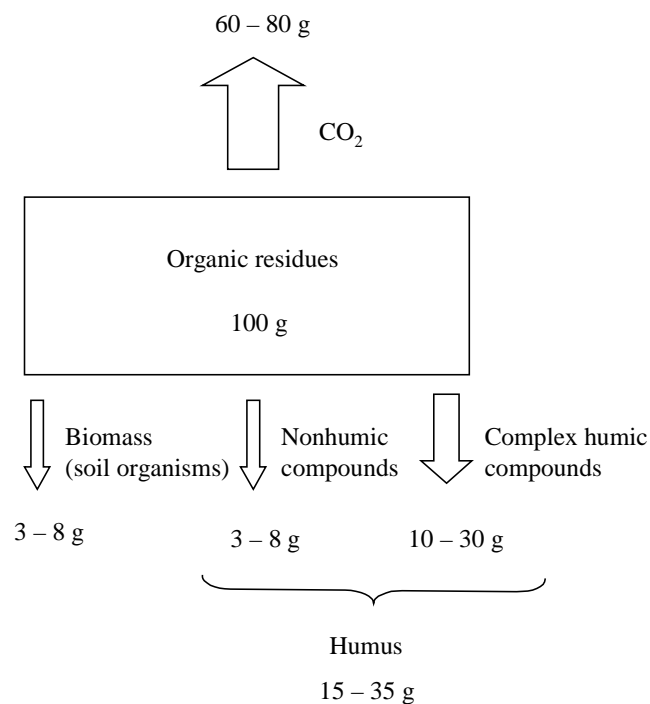 60 – 80 g
CO₂
Organic residues
100 g
Biomass
(soil organisms)
Nonhumic
compounds
Complex humic
compounds
3 – 8 g
3 – 8 g
10 – 30 g
Humus
15 – 35 g